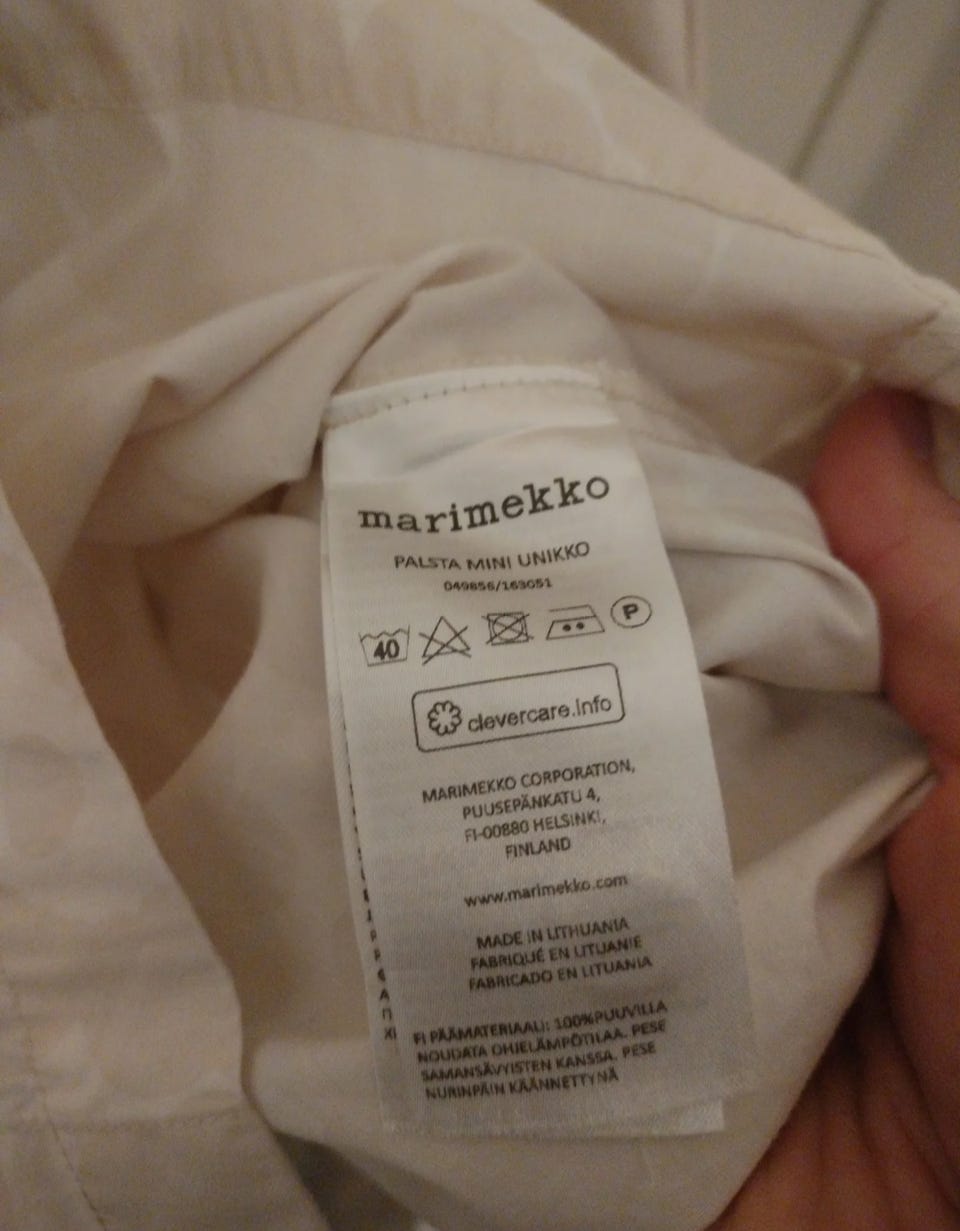 marimekko
PALSTA MINI UNIKKO
049856/163G51
40 P
clevercare.info
MARIMEKKO CORPORATION,
PUUSEPÄNKATU 4,
FI-00880 HELSINKI,
FINLAND
www.marimekko.com
MADE IN LITHUANIA
FABRIQUÉ EN LITUANIE
FABRICADO EN LITUANIA
FI PÄÄMATERIAALI: 100%PUUVILLA
NOUDATA OHJELÄMPÖTILAA. PESE
SAMANSÄVYISTEN KANSSA. PESE
NURINPÄIN KÄÄNNETTYNÄ